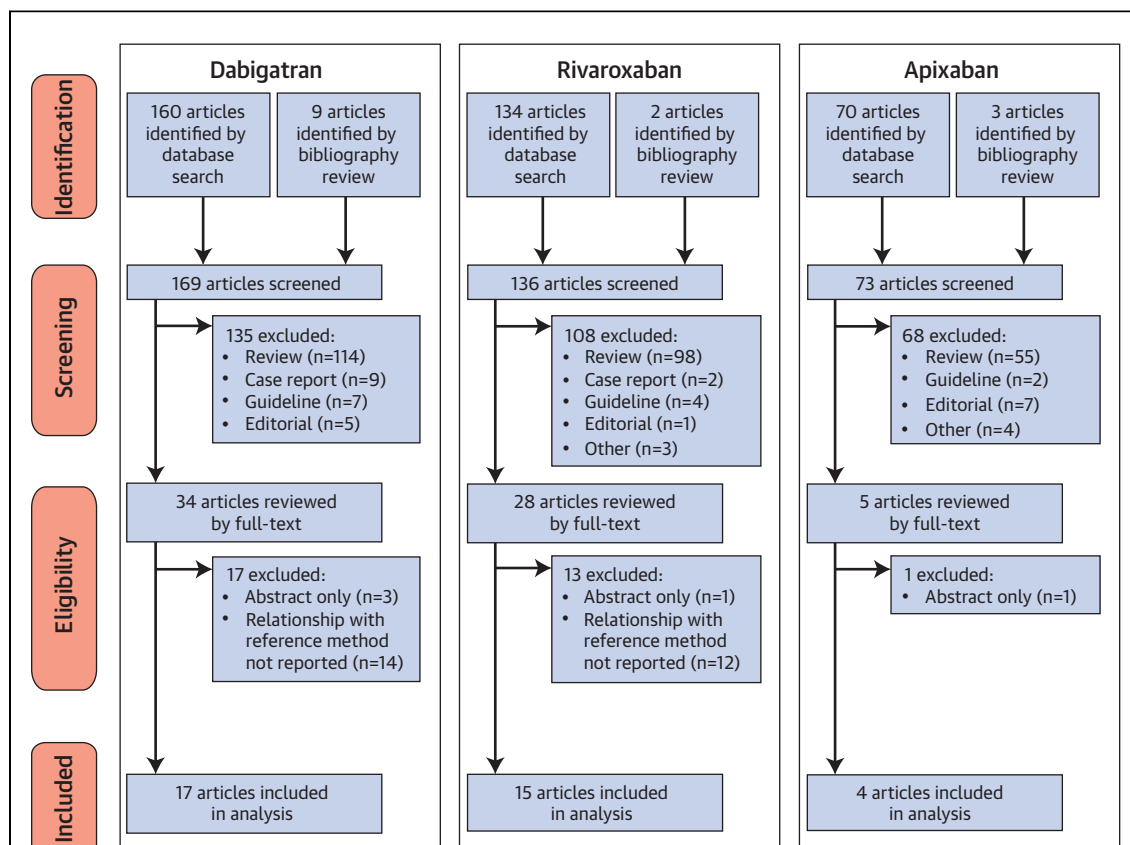 Identification
Screening
Eligibility
Included
Dabigatran
160 articles
identified by
database
search
9 articles
identified by
bibliography
review
169 articles screened
135 excluded:
• Review (n=114)
• Case report (n=9)
• Guideline (n=7)
• Editorial (n=5)
34 articles reviewed
by full-text
17 excluded:
• Abstract only (n=3)
• Relationship with
reference method
not reported (n=14)
17 articles included
in analysis
Rivaroxaban
134 articles
identified by
database
search
2 articles
identified by
bibliography
review
136 articles screened
108 excluded:
• Review (n=98)
• Case report (n=2)
• Guideline (n=4)
• Editorial (n=1)
• Other (n=3)
28 articles reviewed
by full-text
13 excluded:
• Abstract only (n=1)
• Relationship with
reference method
not reported (n=12)
15 articles included
in analysis
Apixaban
70 articles
identified by
database
search
3 articles
identified by
bibliography
review
73 articles screened
68 excluded:
• Review (n=55)
• Guideline (n=2)
• Editorial (n=7)
• Other (n=4)
5 articles reviewed
by full-text
1 excluded:
• Abstract only (n=1)
4 articles included
in analysis